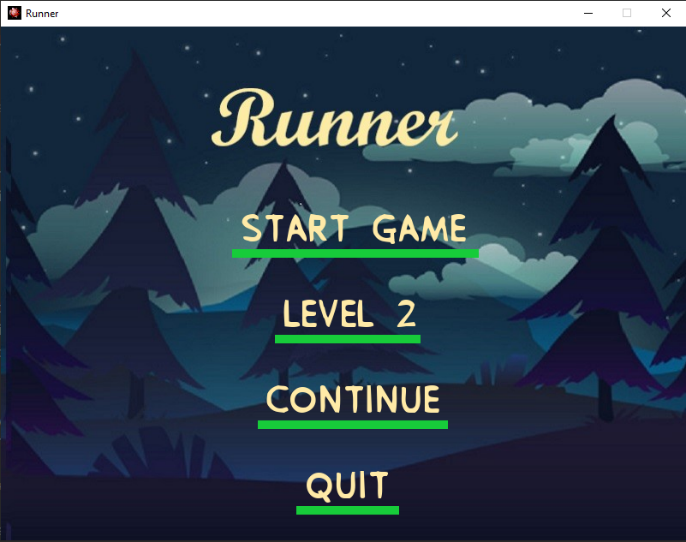 Runner
Runner
START GAME
LEVEL 2
CONTINUE
QUIT